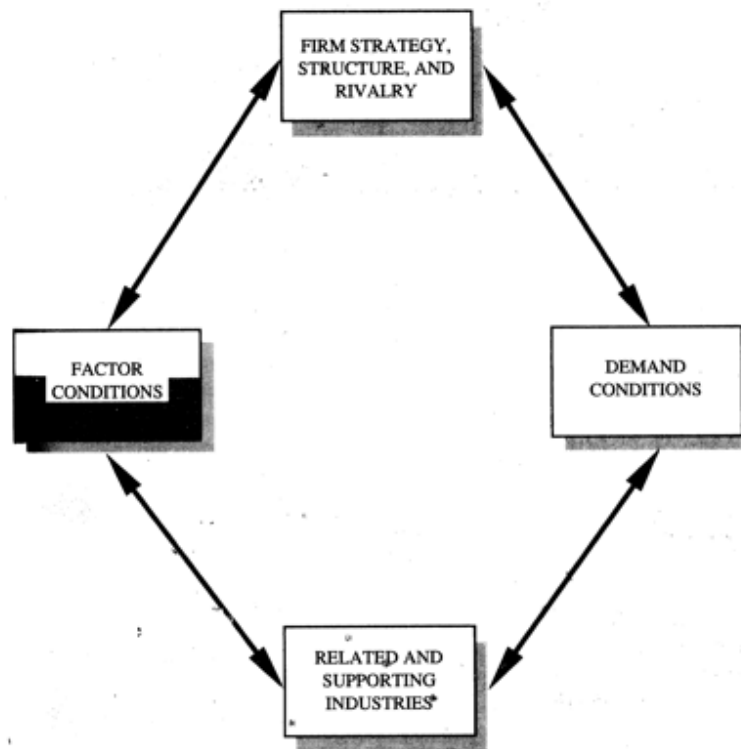 FIRM STRATEGY,
STRUCTURE, AND
RIVALRY
FACTOR
CONDITIONS
DEMAND
CONDITIONS
RELATED AND
SUPPORTING
INDUSTRIES